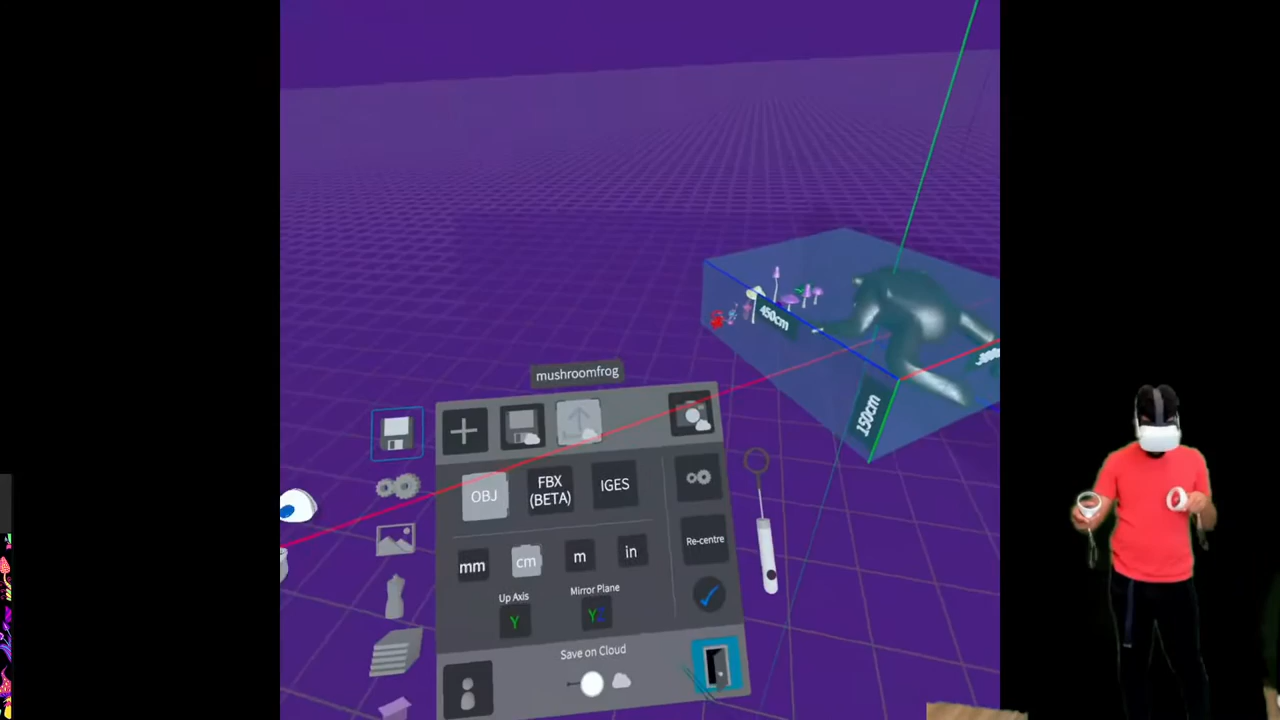 450cm
150cm
mushroomfrog
OBJ
FBX
(BETA)
IGES
mm
cm
m
in
Re-centre
Up Axis
Mirror Plane
Y
YZ
Save on Cloud